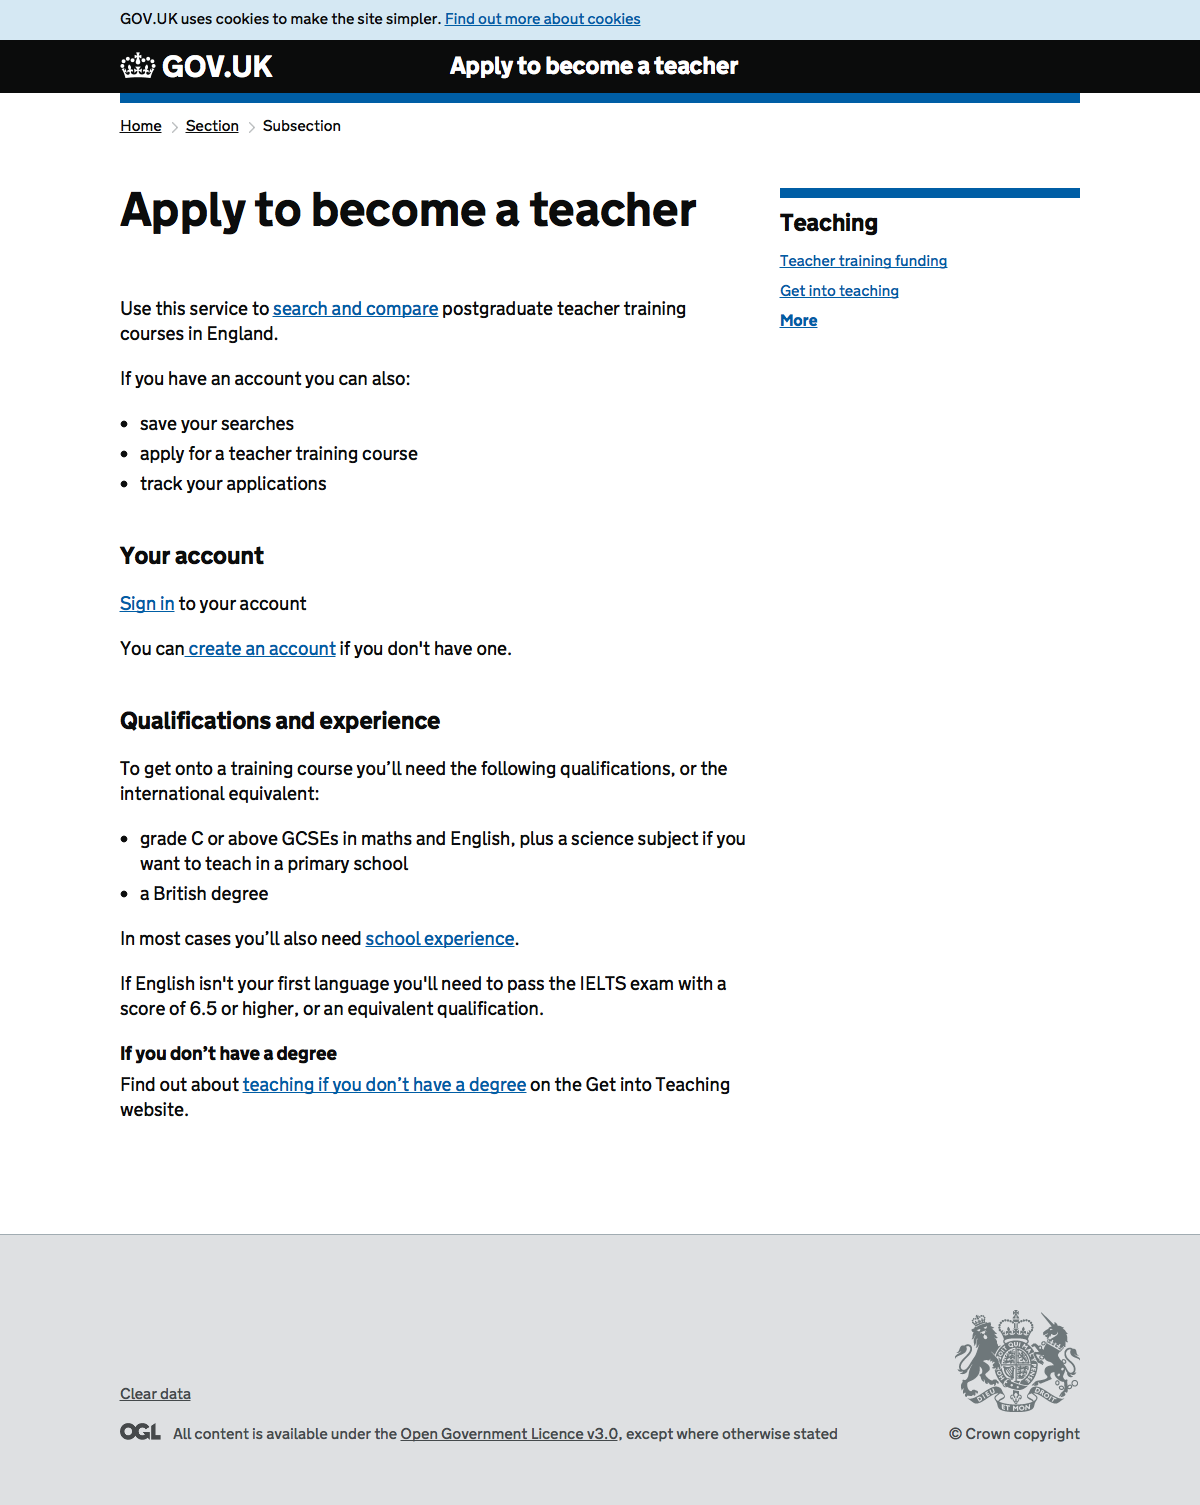 GOV.UK uses cookies to make the site simpler. Find out more about cookies
GOV.UK
Apply to become a teacher
Home
Section
Subsection
Apply to become a teacher
Use this service to search and compare postgraduate teacher training
courses in England.
If you have an account you can also:
save your searches
apply for a teacher training course
track your applications
Your account
Sign in to your account
You can create an account if you don't have one.
Qualifications and experience
To get onto a training course you’ll need the following qualifications, or the
international equivalent:
grade C or above GCSEs in maths and English, plus a science subject if you
want to teach in a primary school
a British degree
In most cases you’ll also need school experience.
If English isn't your first language you'll need to pass the IELTS exam with a
score of 6.5 or higher, or an equivalent qualification.
If you don’t have a degree
Find out about teaching if you don’t have a degree on the Get into Teaching
website.
Teaching
Teacher training funding
Get into teaching
More
Clear data
OGL All content is available under the Open Government Licence v3.0, except where otherwise stated
DIEU ET MON DROIT
© Crown copyright